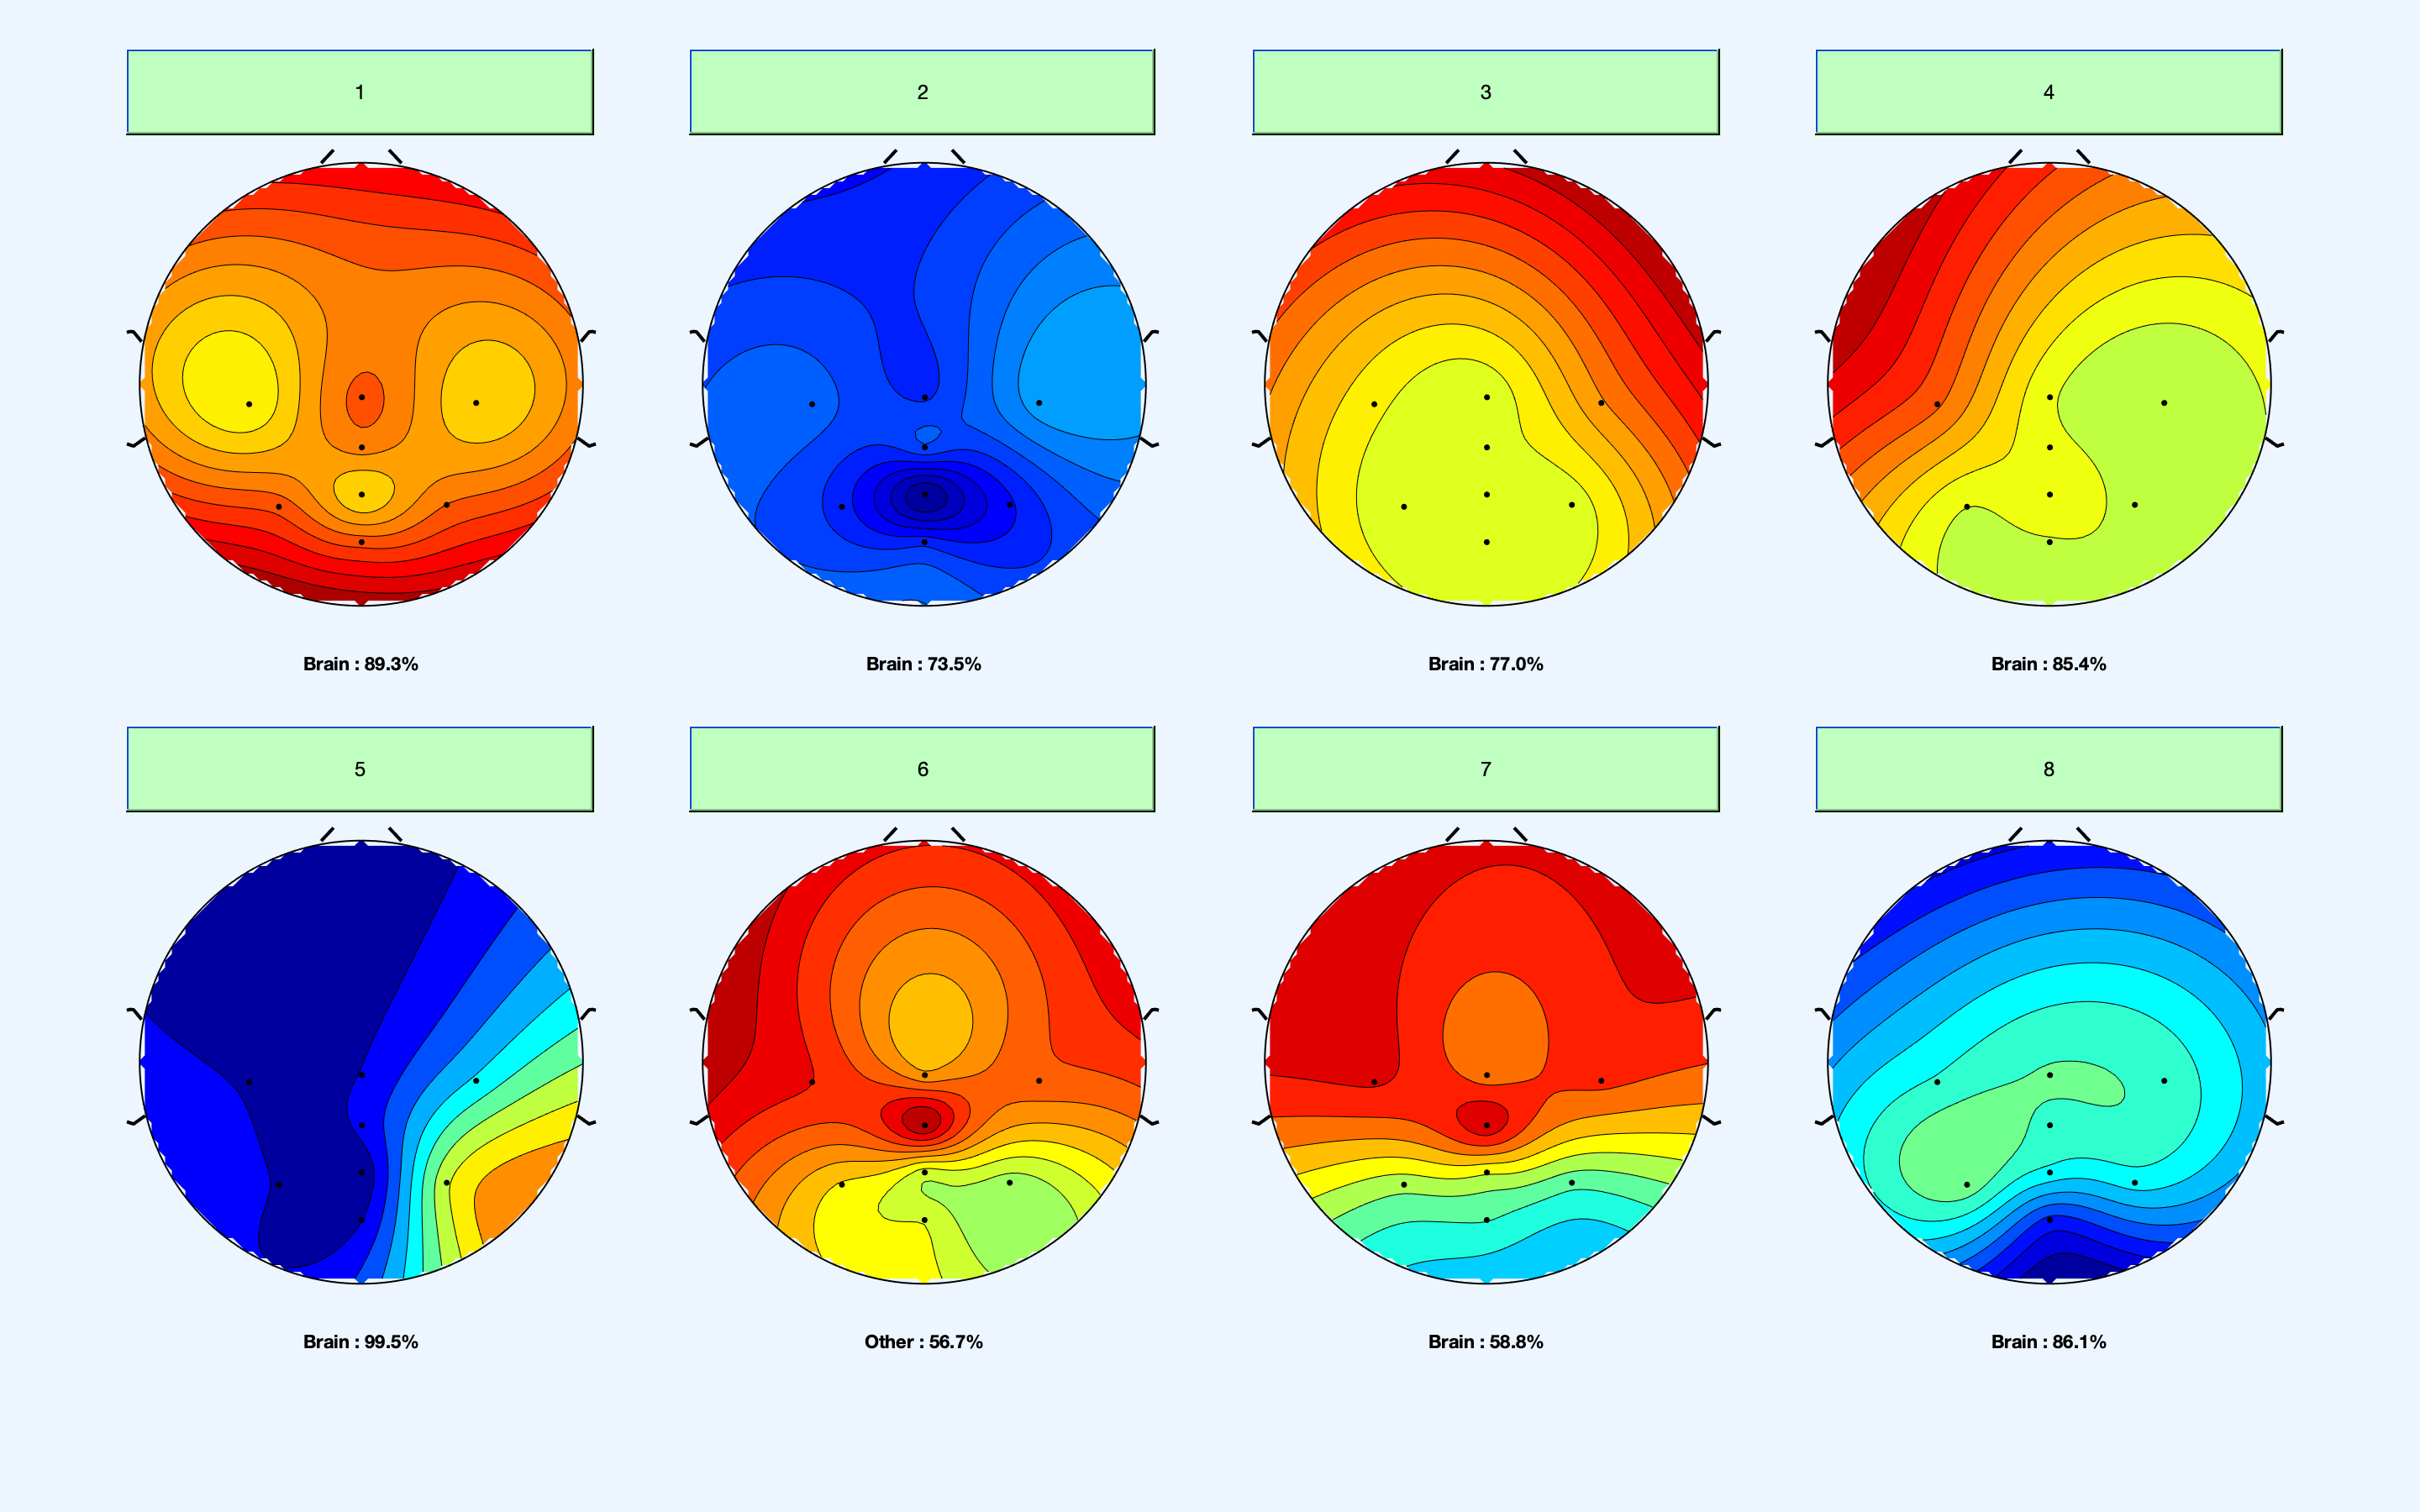 1 2 3 4
Brain : 89.3% Brain : 73.5% Brain : 77.0% Brain : 85.4%
5 6 7 8
Brain : 99.5% Other : 56.7% Brain : 58.8% Brain : 86.1%